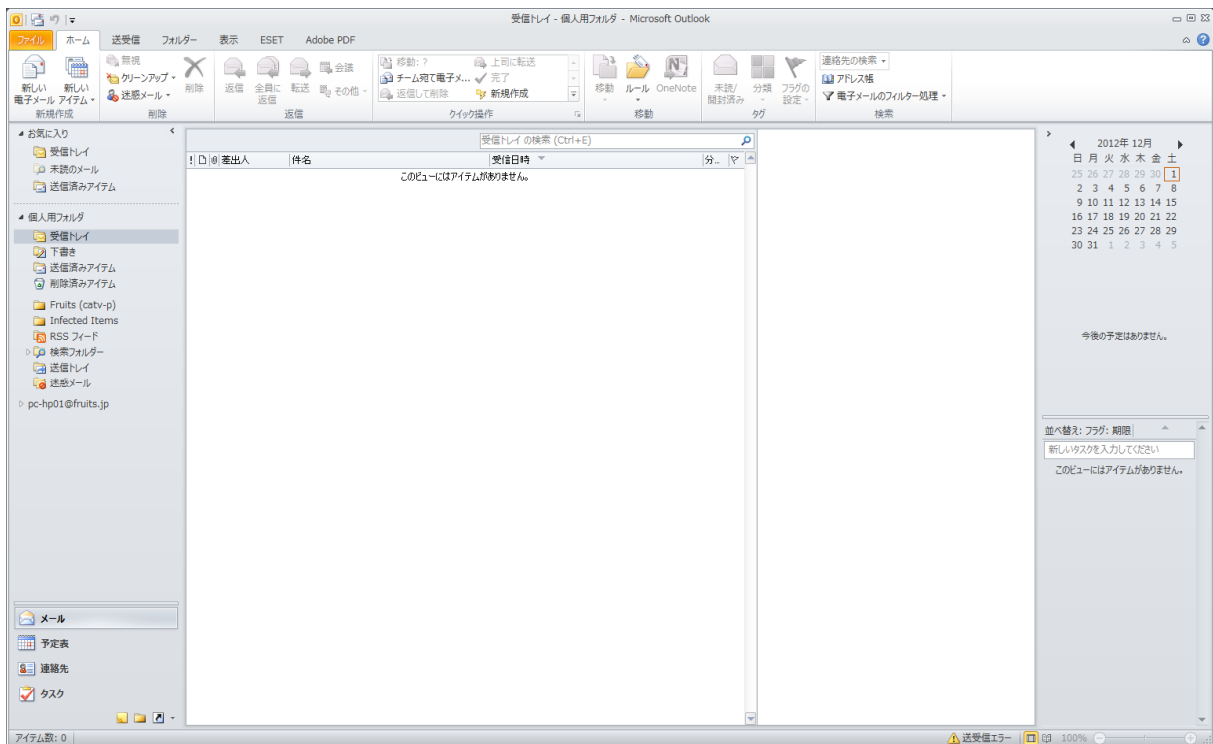 受信トレイ - 個人用フォルダ - Microsoft Outlook
ファイル ホーム 送受信 フォルダー 表示 ESET Adobe PDF
新しい 電子メール
新しい アイテム
無視
クリーンアップ
迷惑メール
削除
新規作成
削除
返信
全員に 返信
転送
会議
その他
返信
移動: ?
チーム宛て電子メ...
返信して削除
上司に転送
完了
新規作成
クイック操作
移動
ルール
OneNote
移動
未読/ 開封済み
分類
フラグの 設定
タグ
連絡先の検索
アドレス帳
電子メールのフィルター処理
検索
お気に入り
受信トレイ
未読のメール
送信済みアイテム
個人用フォルダ
受信トレイ
下書き
送信済みアイテム
削除済みアイテム
Fruits (catv-p)
Infected Items
RSS フィード
検索フォルダー
送信トレイ
迷惑メール
pc-hp01@fruits.jp
メール
予定表
連絡先
タスク
受信トレイ の検索 (Ctrl+E)
! 差出人 件名 受信日時 分...
このビューにはアイテムがありません。
2012年 12月
日 月 火 水 木 金 土
25 26 27 28 29 30 1
2 3 4 5 6 7 8
9 10 11 12 13 14 15
16 17 18 19 20 21 22
23 24 25 26 27 28 29
30 31 1 2 3 4 5
今後の予定はありません。
並べ替え: フラグ: 期限
新しいタスクを入力してください
このビューにはアイテムがありません。
アイテム数: 0
送受信エラー
100%